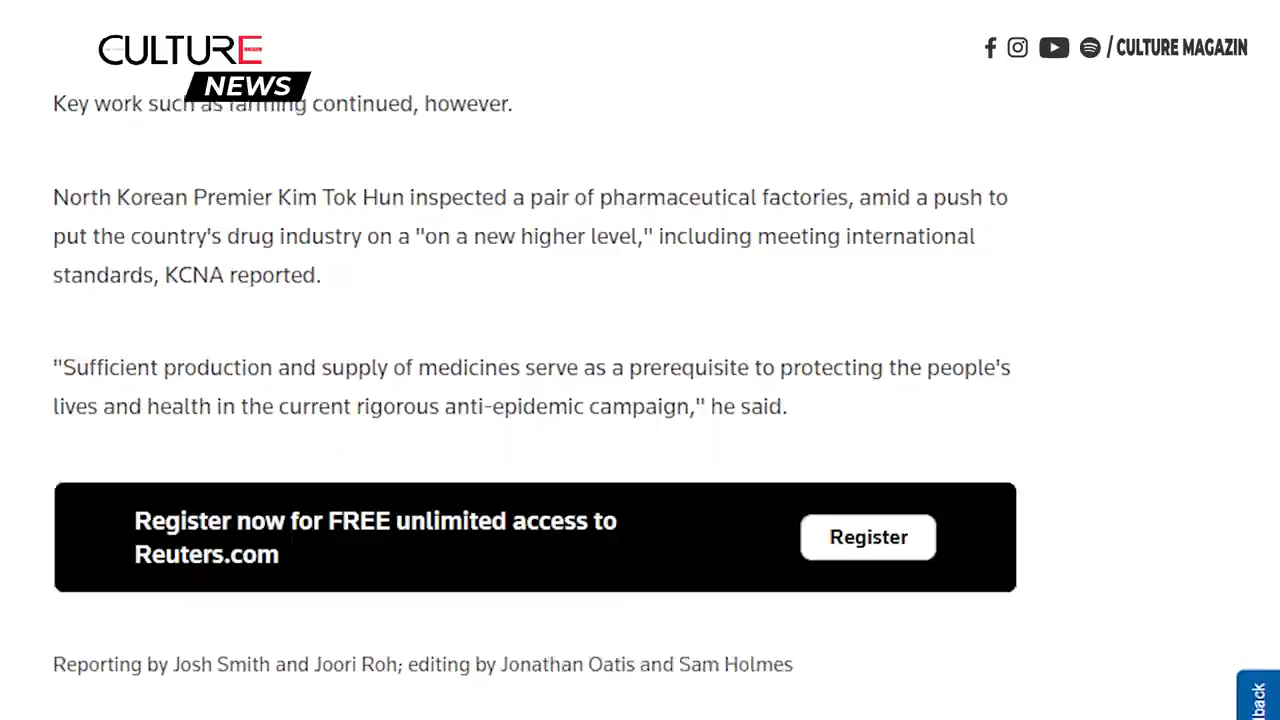 CULTURE
NEWS
/ CULTURE MAGAZIN
Key work such as farming continued, however.
North Korean Premier Kim Tok Hun inspected a pair of pharmaceutical factories, amid a push to
put the country's drug industry on a "on a new higher level," including meeting international
standards, KCNA reported.
"Sufficient production and supply of medicines serve as a prerequisite to protecting the people's
lives and health in the current rigorous anti-epidemic campaign," he said.
Register now for FREE unlimited access to
Reuters.com
Register
Reporting by Josh Smith and Joori Roh; editing by Jonathan Oatis and Sam Holmes
back